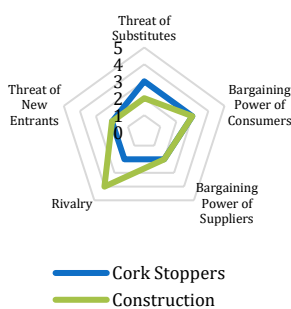 Threat of
Substitutes
5
4
3
2
1
0
Threat of
New
Entrants
Bargaining
Power of
Consumers
Rivalry
Bargaining
Power of
Suppliers
Cork Stoppers
Construction